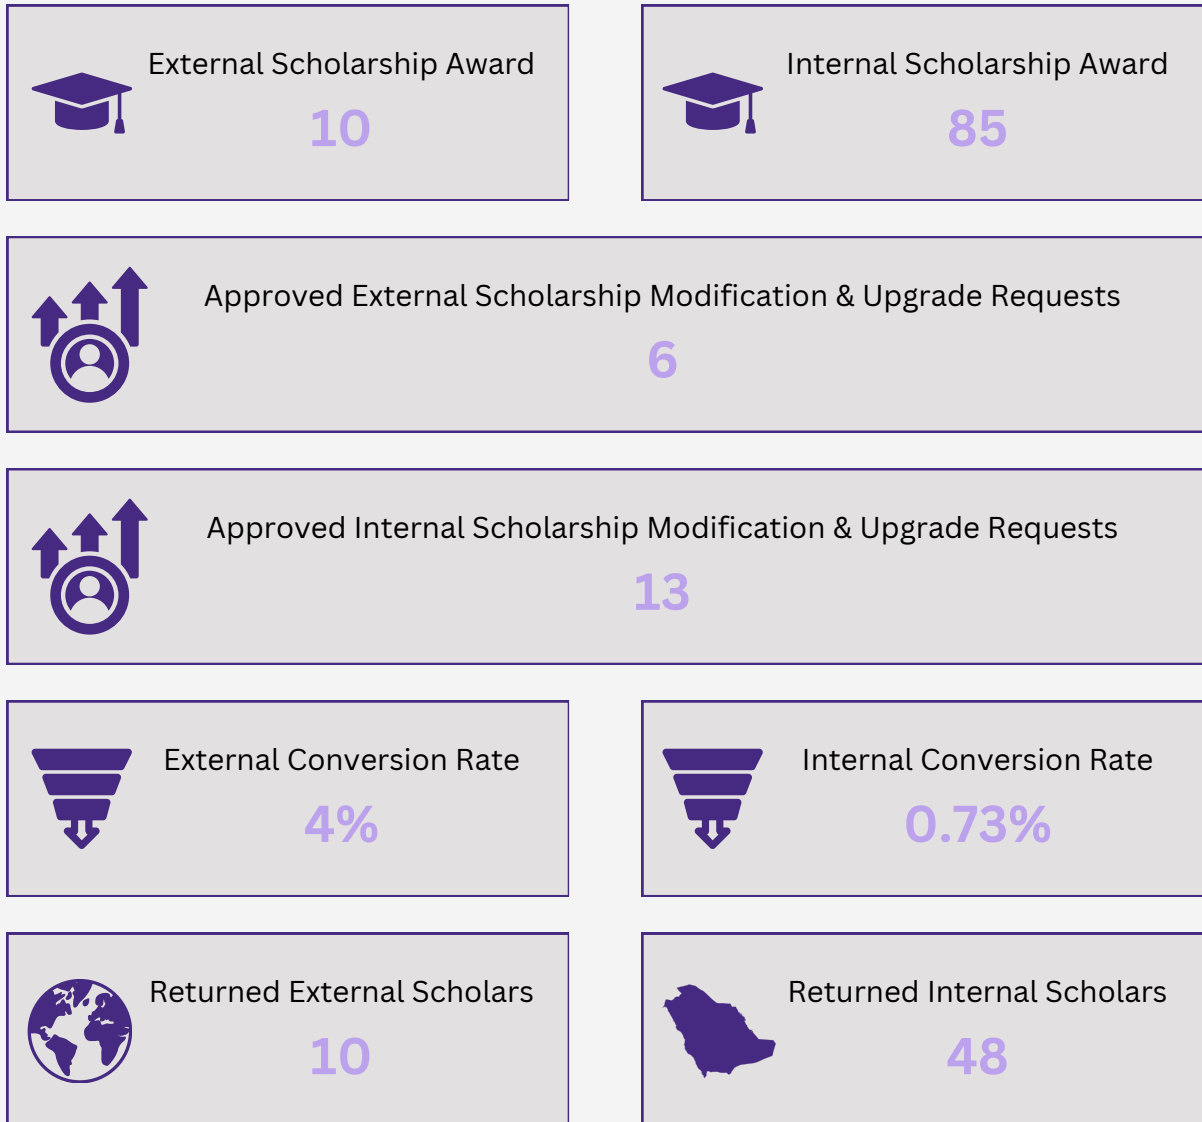 External Scholarship Award
10
Internal Scholarship Award
85
Approved External Scholarship Modification & Upgrade Requests
6
Approved Internal Scholarship Modification & Upgrade Requests
13
External Conversion Rate
4%
Internal Conversion Rate
0.73%
Returned External Scholars
10
Returned Internal Scholars
48